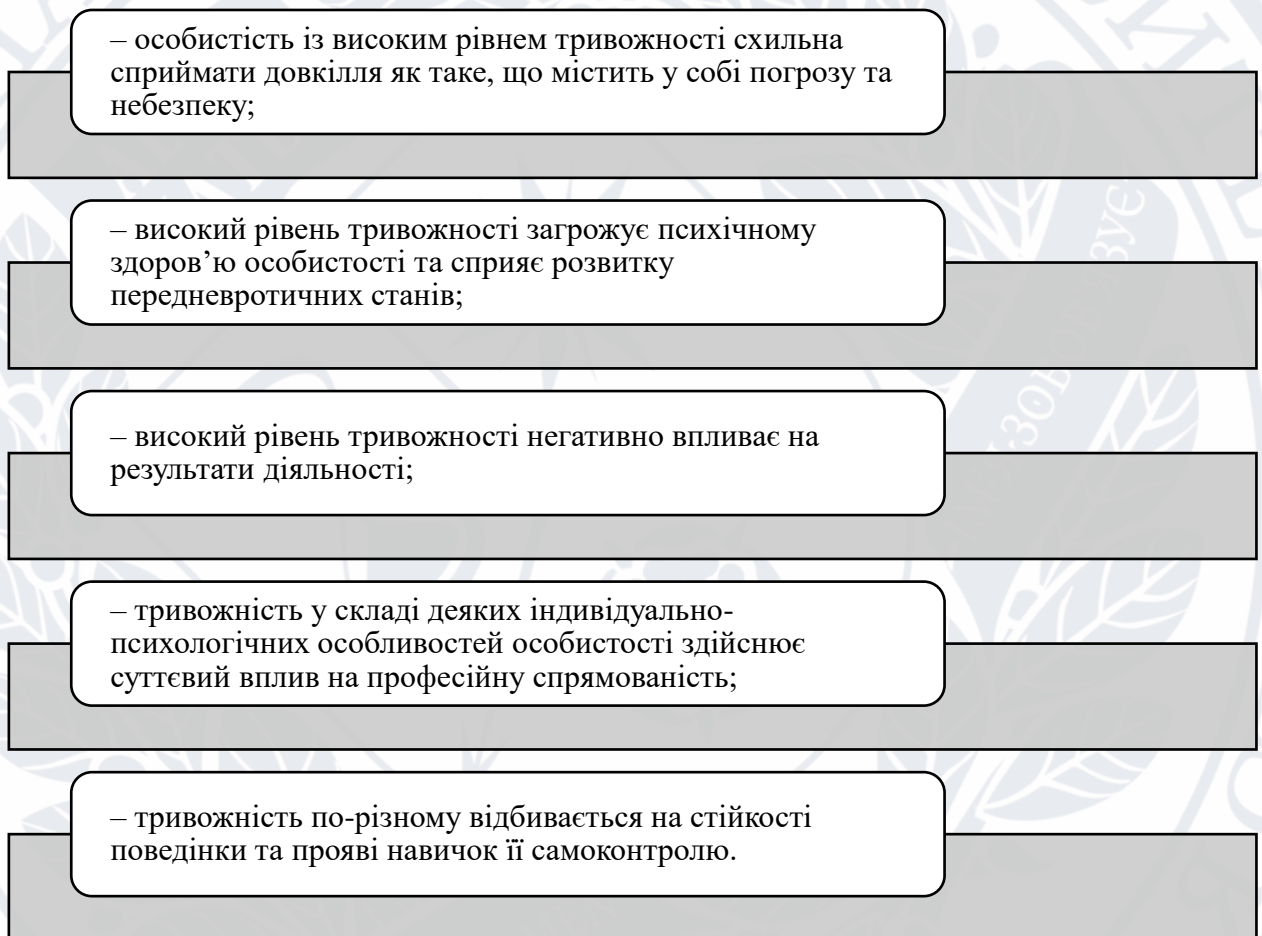 – особистість із високим рівнем тривожності схильна
сприймати довкілля як таке, що містить у собі погрозу та
небезпеку;
– високий рівень тривожності загрожує психічному
здоров’ю особистості та сприяє розвитку
передневротичних станів;
– високий рівень тривожності негативно впливає на
результати діяльності;
– тривожність у складі деяких індивідуально-
психологічних особливостей особистості здійснює
суттєвий вплив на професійну спрямованість;
– тривожність по-різному відбивається на стійкості
поведінки та прояві навичок її самоконтролю.